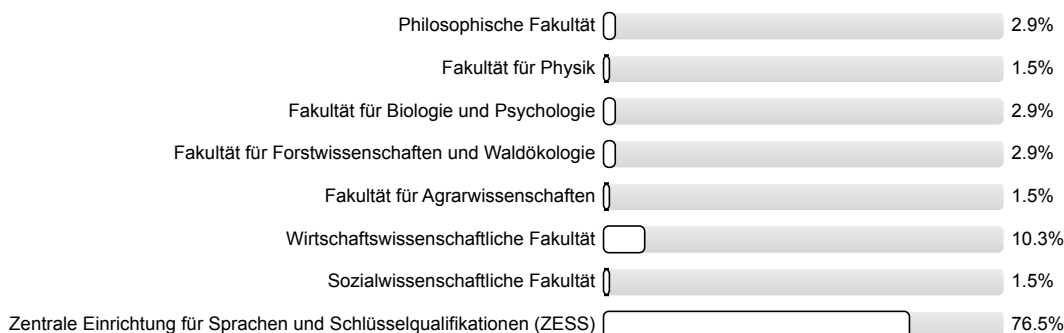 Philosophische Fakultät 2.9%
Fakultät für Physik 1.5%
Fakultät für Biologie und Psychologie 2.9%
Fakultät für Forstwissenschaften und Waldökologie 2.9%
Fakultät für Agrarwissenschaften 1.5%
Wirtschaftswissenschaftliche Fakultät 10.3%
Sozialwissenschaftliche Fakultät 1.5%
Zentrale Einrichtung für Sprachen und Schlüsselqualifikationen (ZESS) 76.5%